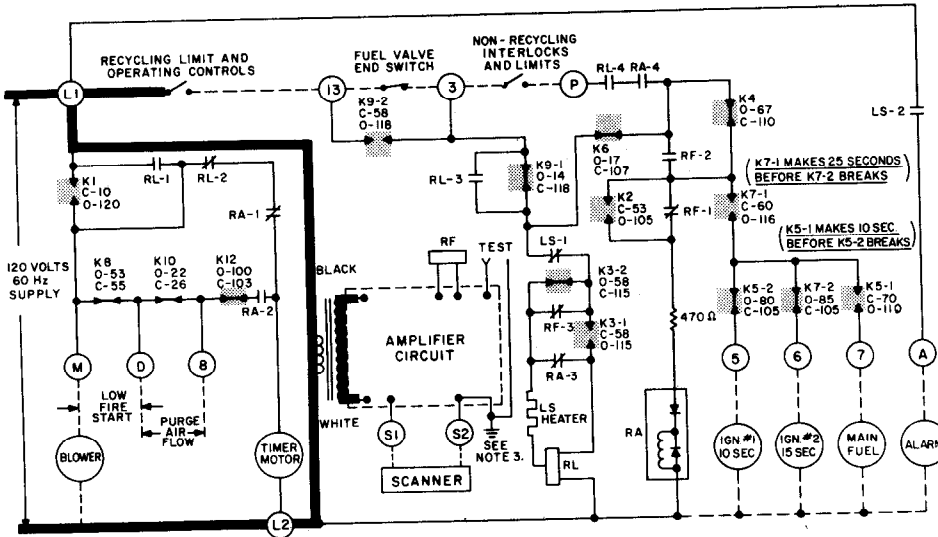 L1
RECYCLING LIMIT AND
OPERATING CONTROLS
13
FUEL VALVE
END SWITCH
3
NON-RECYCLING
INTERLOCKS
AND LIMITS
P
RL-4
RA-4
K4
O-67
C-110
LS-2
K9-2
C-58
O-118
K1
C-10
O-120
RL-1
RL-2
RA-1
RL-3
K9-1
O-14
C-118
K6
O-17
C-107
RF-2
K2
C-53
O-105
RF-1
K7-1
C-60
O-116
(K7-1 MAKES 25 SECONDS
BEFORE K7-2 BREAKS)
(K5-1 MAKES 10 SEC.
BEFORE K5-2 BREAKS)
120 VOLTS
60 Hz
SUPPLY
K8
O-53
C-55
K10
O-22
C-26
K12
O-100
C-103
RA-2
BLACK
RF
TEST
LS-1
K3-2
O-58
C-115
RF-3
K3-1
C-58
O-115
RA-3
AMPLIFIER
CIRCUIT
470 Ω
K5-2
O-80
C-105
K7-2
O-85
C-105
K5-1
C-70
O-110
M
D
8
LOW
FIRE
START
PURGE
AIR
FLOW
BLOWER
TIMER
MOTOR
L2
WHITE
S1
S2
SEE
NOTE 3.
SCANNER
LS
HEATER
RL
RA
5
6
7
A
IGN. #1
10 SEC
IGN. #2
15 SEC
MAIN
FUEL
ALARM